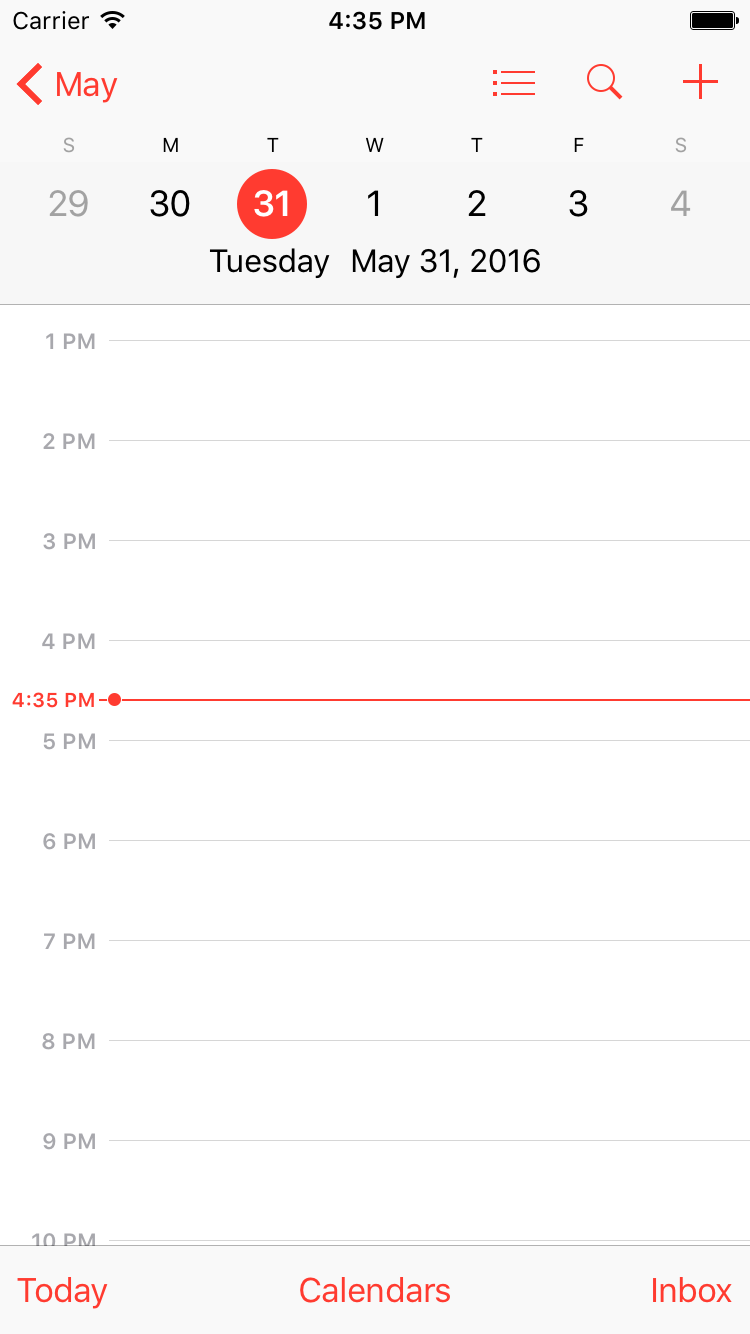 Carrier 4:35 PM
May
S M T W T F S
29 30 31 1 2 3 4
Tuesday May 31, 2016
1 PM
2 PM
3 PM
4 PM
4:35 PM
5 PM
6 PM
7 PM
8 PM
9 PM
10 PM
Today Calendars Inbox